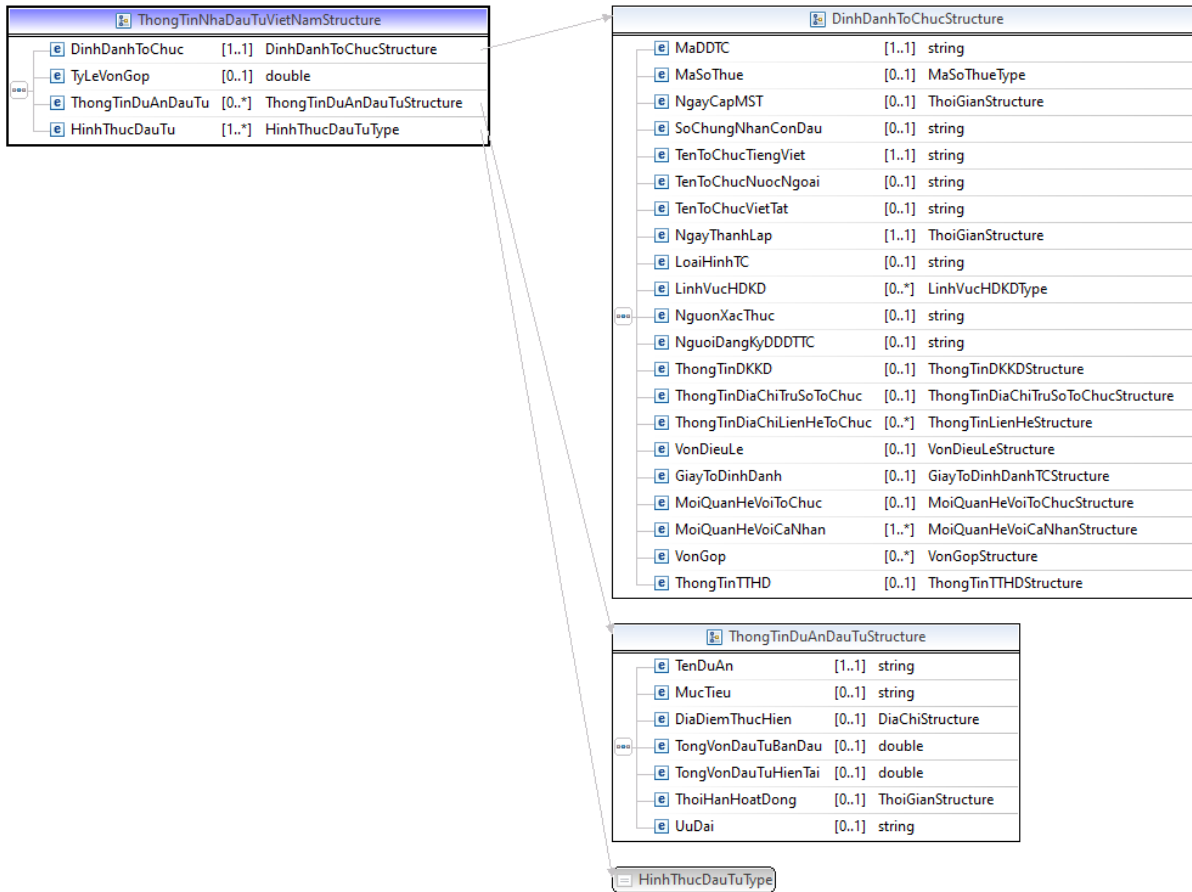 ThongTinNhaDauTuVietNamStructure
DinhDanhToChuc [1..1] DinhDanhToChucStructure
TyLeVonGop [0..1] double
ThongTinDuAnDauTu [0..*] ThongTinDuAnDauTuStructure
HinhThucDauTu [1..*] HinhThucDauTuType
DinhDanhToChucStructure
MaDDTC [1..1] string
MaSoThue [0..1] MaSoThueType
NgayCapMST [0..1] ThoiGianStructure
SoChungNhanConDau [0..1] string
TenToChucTiengViet [1..1] string
TenToChucNuocNgoai [0..1] string
TenToChucVietTat [0..1] string
NgayThanhLap [1..1] ThoiGianStructure
LoaiHinhTC [0..1] string
LinhVucHDKD [0..*] LinhVucHDKDType
NguonXacThuc [0..1] string
NguoiDangKyDDDTTC [0..1] string
ThongTinDKKD [0..1] ThongTinDKKDStructure
ThongTinDiaChiTruSoToChuc [0..1] ThongTinDiaChiTruSoToChucStructure
ThongTinDiaChiLienHeToChuc [0..*] ThongTinLienHeStructure
VonDieuLe [0..1] VonDieuLeStructure
GiayToDinhDanh [0..1] GiayToDinhDanhTCStructure
MoiQuanHeVoiToChuc [0..1] MoiQuanHeVoiToChucStructure
MoiQuanHeVoiCaNhan [1..*] MoiQuanHeVoiCaNhanStructure
VonGop [0..*] VonGopStructure
ThongTinTTHD [0..1] ThongTinTTHDStructure
ThongTinDuAnDauTuStructure
TenDuAn [1..1] string
MucTieu [0..1] string
DiaDiemThucHien [0..1] DiaChiStructure
TongVonDauTuBanDau [0..1] double
TongVonDauTuHienTai [0..1] double
ThoiHanHoatDong [0..1] ThoiGianStructure
UuDai [0..1] string
HinhThucDauTuType